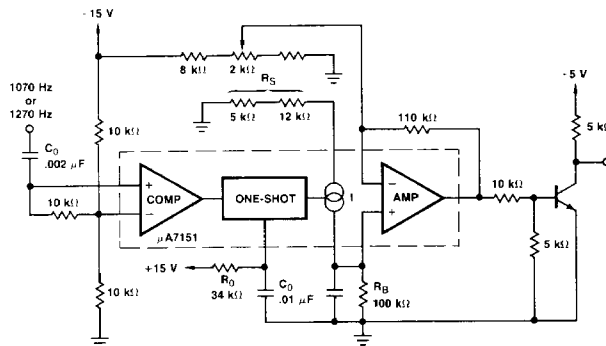 - 15 V
8 kΩ
2 kΩ
RS
5 kΩ
12 kΩ
1070 Hz
or
1270 Hz
C0
.002 μF
10 kΩ
110 kΩ
- 5 V
5 kΩ
10 kΩ
+
COMP
−
ONE-SHOT
I
−
AMP
+
10 kΩ
μA7151
+15 V
R0
34 kΩ
C0
.01 μF
RB
100 kΩ
5 kΩ
10 kΩ